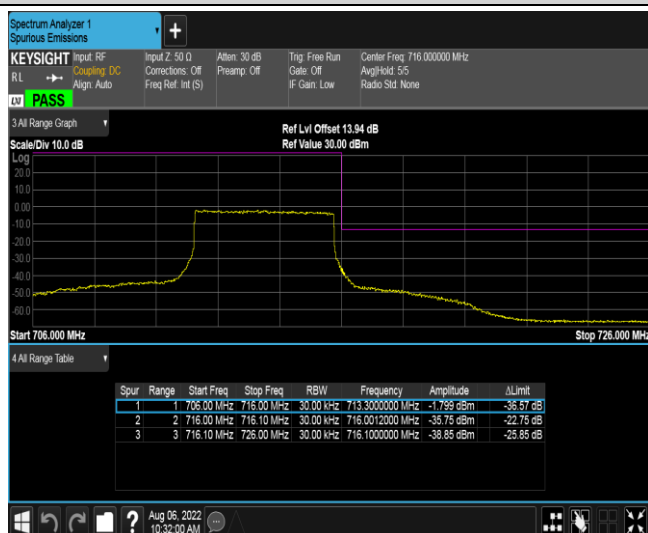 Spectrum Analyzer 1
Spurious Emissions
+
KEYSIGHT Input: RF Input Z: 50 Ω Atten: 30 dB Trig: Free Run Center Freq: 716.000000 MHz
RL Coupling: DC Corrections: Off Preamp: Off Gate: Off Avg|Hold: 5/5
Align: Auto Freq Ref: Int (S) IF Gain: Low Radio Std: None
LXI PASS
3 All Range Graph Ref Lvl Offset 13.94 dB
Scale/Div 10.0 dB Ref Value 30.00 dBm
Log
20.0
10.0
0.00
-10.0
-20.0
-30.0
-40.0
-50.0
-60.0
Start 706.000 MHz Stop 726.000 MHz
4 All Range Table
Spur Range Start Freq Stop Freq RBW Frequency Amplitude ΔLimit
1 1 706.00 MHz 716.00 MHz 30.00 kHz 713.3000000 MHz -1.799 dBm -36.57 dB
2 2 716.00 MHz 716.10 MHz 30.00 kHz 716.0012000 MHz -35.75 dBm -22.75 dB
3 3 716.10 MHz 726.00 MHz 30.00 kHz 716.1000000 MHz -38.85 dBm -25.85 dB
? Aug 06, 2022
10:32:00 AM